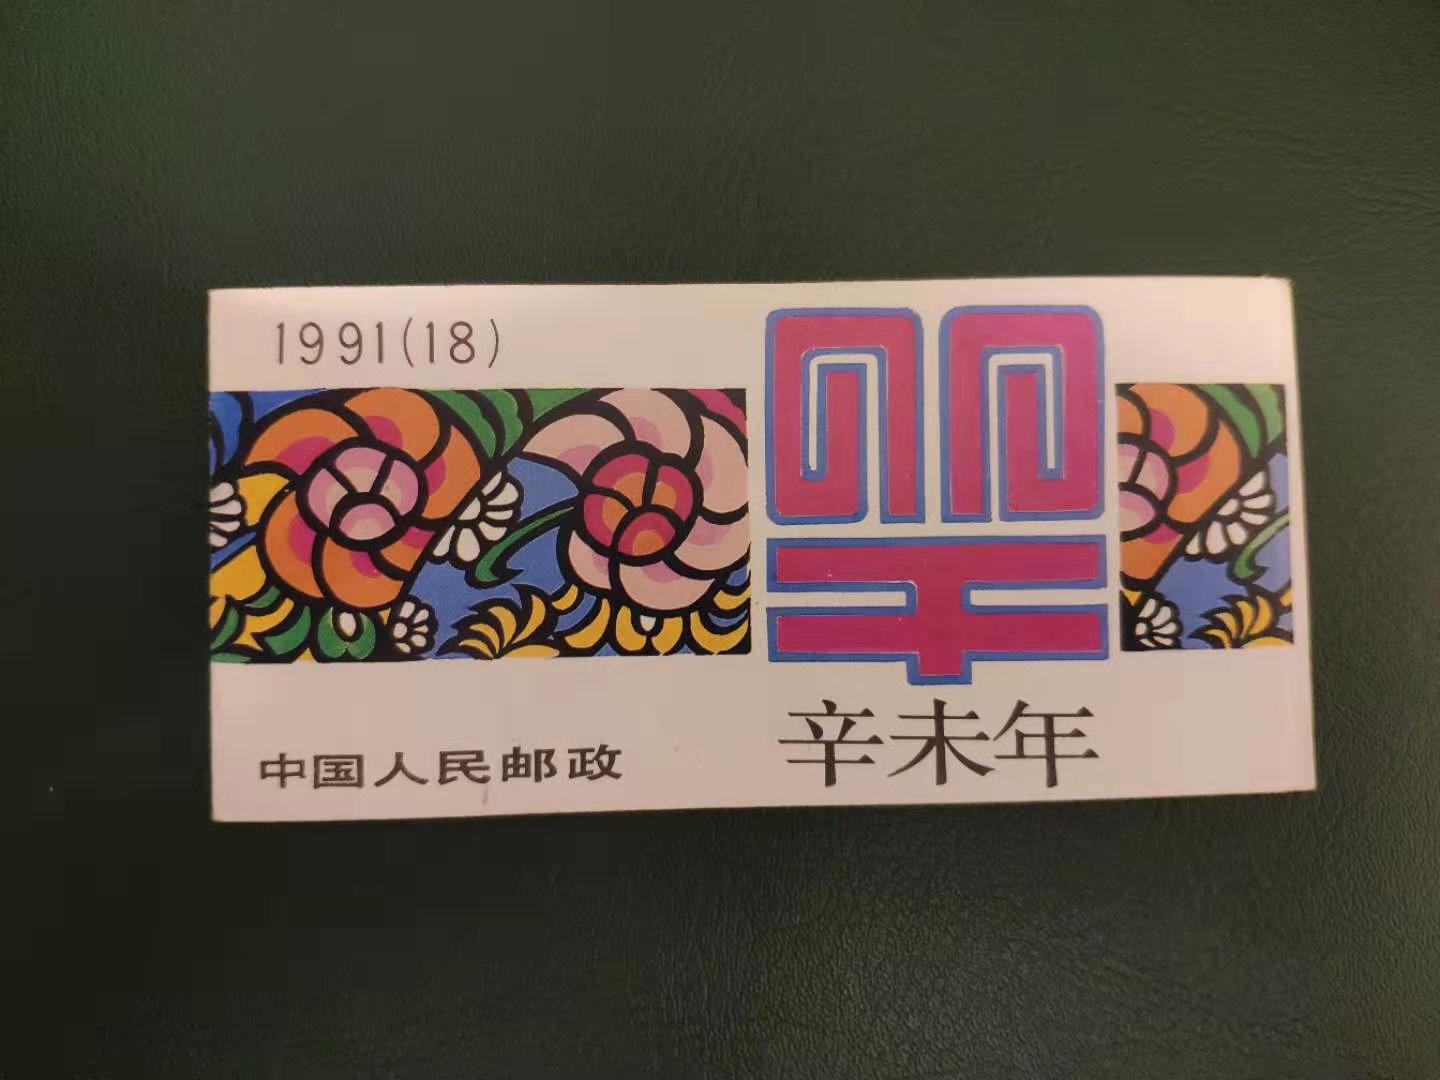 1991(18)
羊
辛未年
中国人民邮政